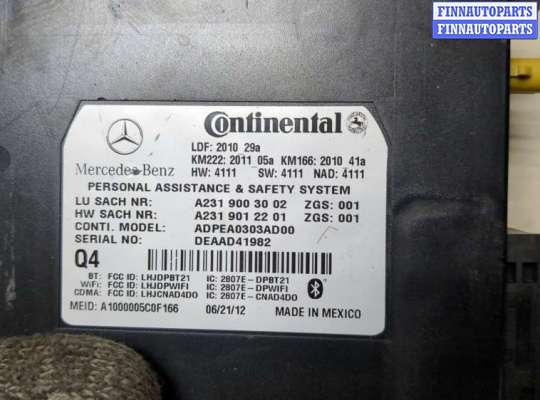 FINNAUTOPARTS
FINNAUTOPARTS
Continental
LDF: 2010 29a
KM222: 2011 05a KM166: 2010 41a
Mercedes-Benz HW: 4111 SW: 4111 NAD: 4111
PERSONAL ASSISTANCE & SAFETY SYSTEM
LU SACH NR: A231 900 30 02 ZGS: 001
HW SACH NR: A231 901 22 01 ZGS: 001
CONTI. MODEL: ADPEA0303AD00
SERIAL NO: DEAAD41982
Q4
BT: FCC ID: LHJDPBT21 IC: 2807E-DPBT21
WiFi: FCC ID: LHJDPWIFI IC: 2807E-DPWIFI
CDMA: FCC ID: LHJCNAD4DO IC: 2807E-CNAD4DO
MEID: A1000005C0F166 06/21/12 MADE IN MEXICO